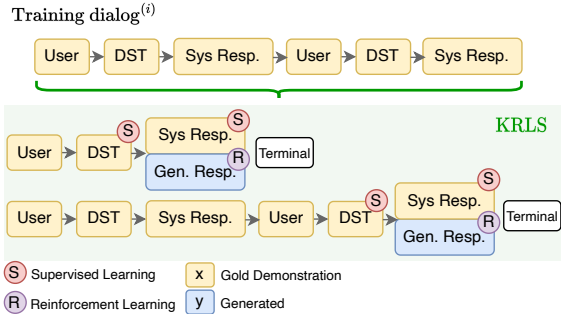 Training dialog(i)
User DST Sys Resp. User DST Sys Resp.
KRLS
S S
Sys Resp.
User DST Terminal
Gen. Resp. R
S S
Sys Resp.
User DST Sys Resp. User DST Terminal
Gen. Resp. R
S Supervised Learning x Gold Demonstration
R Reinforcement Learning y Generated